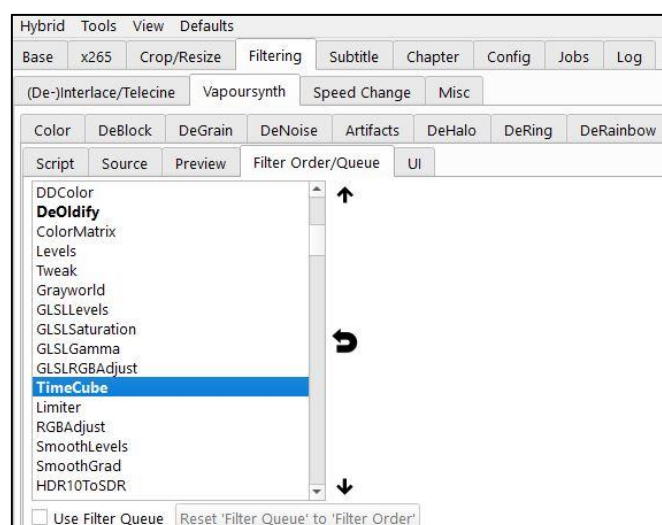 Hybrid Tools View Defaults
Base x265 Crop/Resize Filtering Subtitle Chapter Config Jobs Log
(De-)Interlace/Telecine Vapoursynth Speed Change Misc
Color DeBlock DeGrain DeNoise Artifacts DeHalo DeRing DeRainbow
Script Source Preview Filter Order/Queue UI
DDColor
DeOldify
ColorMatrix
Levels
Tweak
Grayworld
GLSLLevels
GLSLSaturation
GLSLGamma
GLSLRGBAdjust
TimeCube
Limiter
RGBAdjust
SmoothLevels
SmoothGrad
HDR10ToSDR
Use Filter Queue Reset 'Filter Queue' to 'Filter Order'